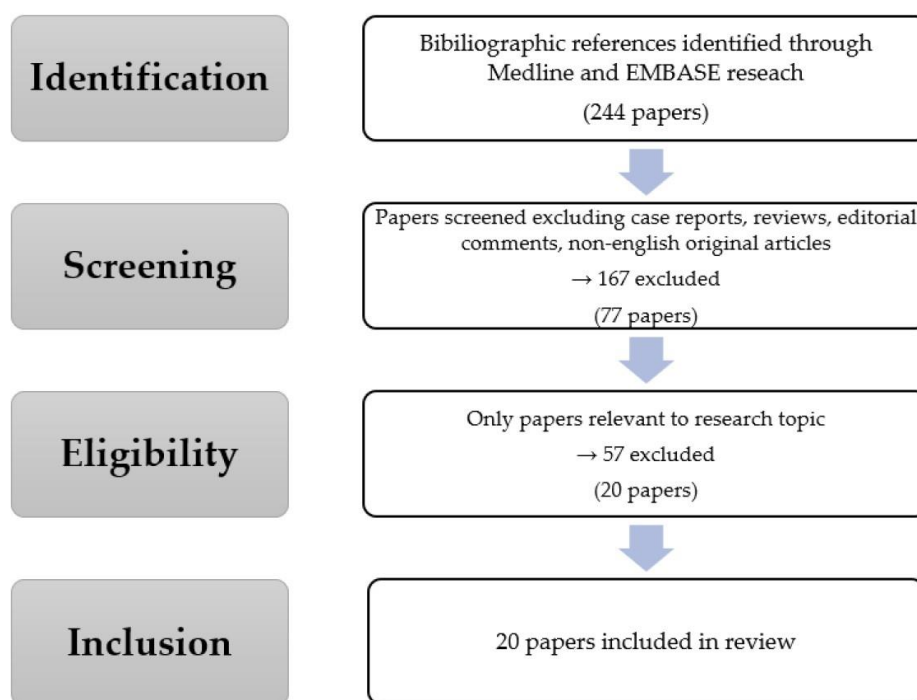 Identification
Bibiliographic references identified through
Medline and EMBASE reseach
(244 papers)
Screening
Papers screened excluding case reports, reviews, editorial
comments, non-english original articles
→ 167 excluded
(77 papers)
Eligibility
Only papers relevant to research topic
→ 57 excluded
(20 papers)
Inclusion
20 papers included in review